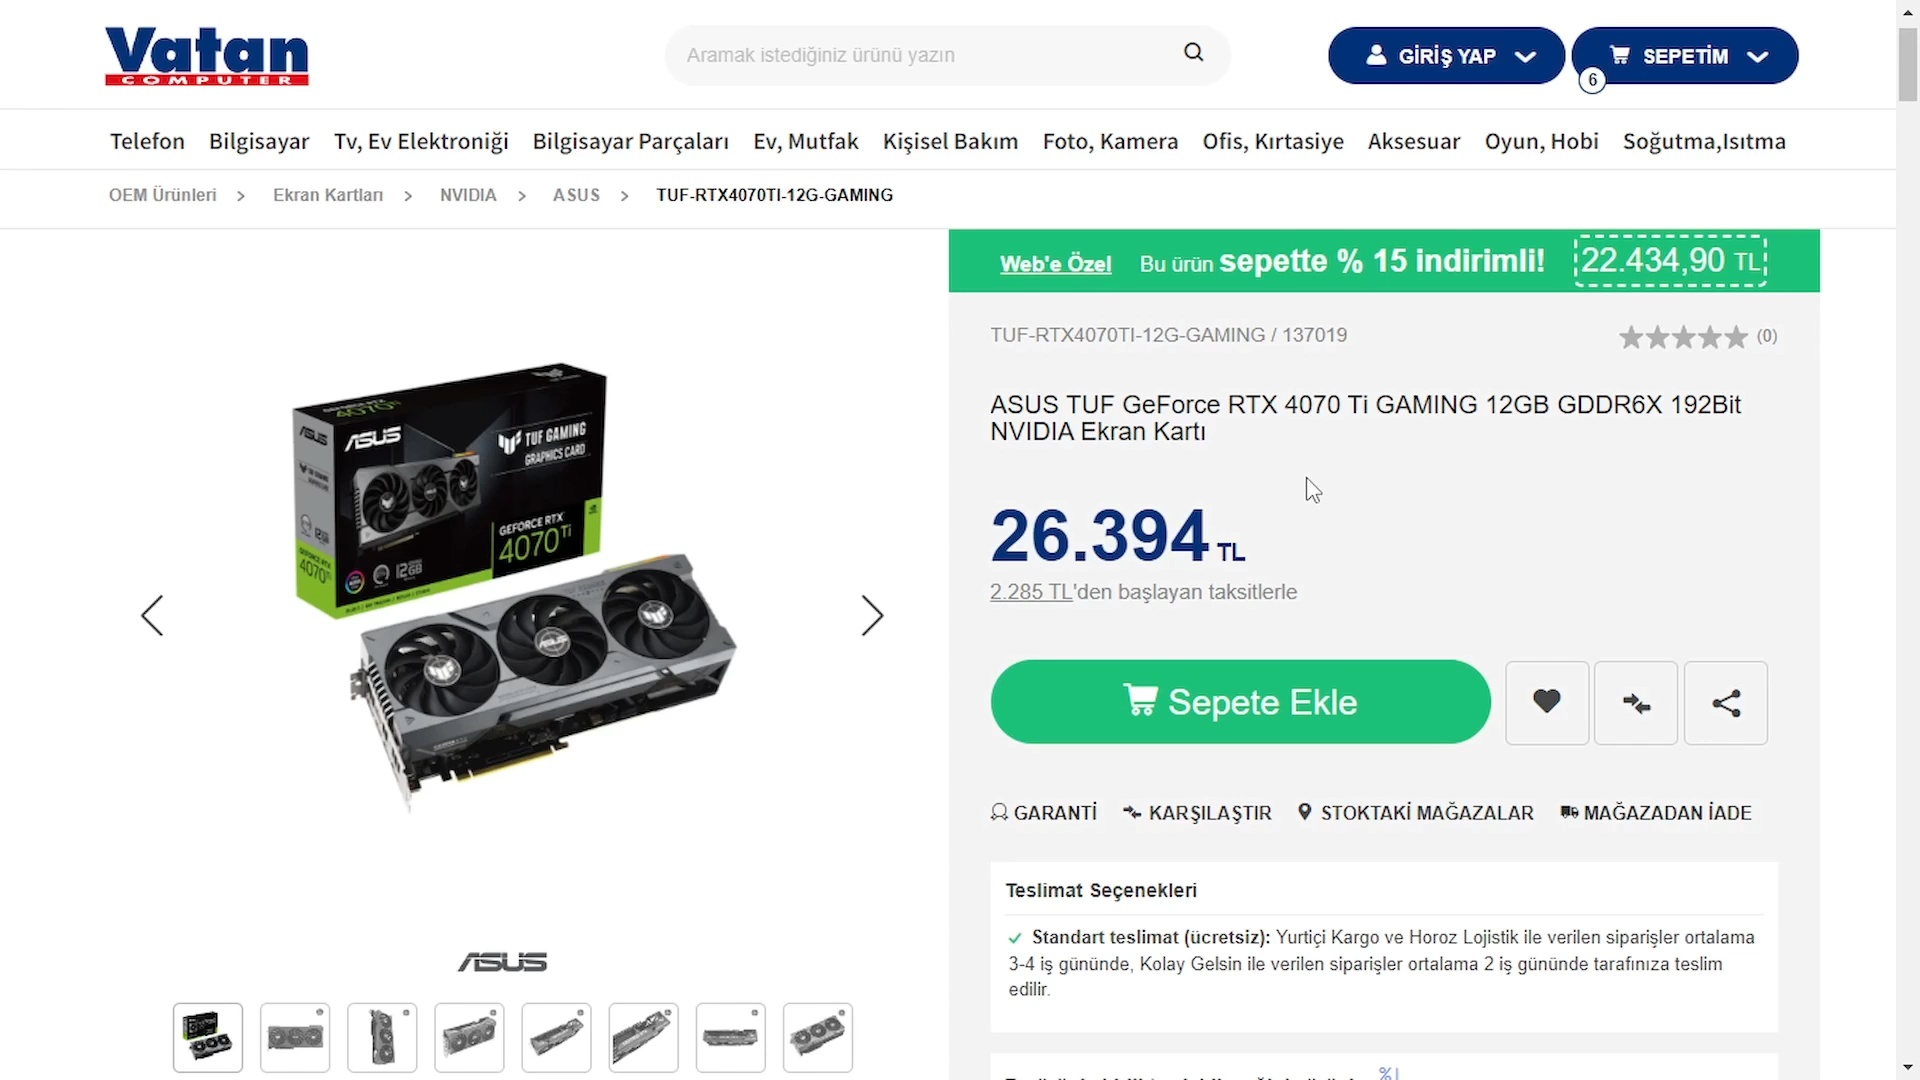 Vatan
COMPUTER
Aramak istediğiniz ürünü yazın
GİRİŞ YAP
SEPETİM
6
Telefon Bilgisayar Tv, Ev Elektroniği Bilgisayar Parçaları Ev, Mutfak Kişisel Bakım Foto, Kamera Ofis, Kırtasiye Aksesuar Oyun, Hobi Soğutma,Isıtma
OEM Ürünleri > Ekran Kartları > NVIDIA > ASUS > TUF-RTX4070TI-12G-GAMING
Web'e Özel Bu ürün sepette % 15 indirimli! 22.434,90 TL
TUF-RTX4070TI-12G-GAMING / 137019
(0)
ASUS TUF GeForce RTX 4070 Ti GAMING 12GB GDDR6X 192Bit
NVIDIA Ekran Kartı
26.394 TL
2.285 TL'den başlayan taksitlerle
Sepete Ekle
GARANTİ KARŞILAŞTIR STOKTAKİ MAĞAZALAR MAĞAZADAN İADE
Teslimat Seçenekleri
Standart teslimat (ücretsiz): Yurtiçi Kargo ve Horoz Lojistik ile verilen siparişler ortalama
3-4 iş gününde, Kolay Gelsin ile verilen siparişler ortalama 2 iş gününde tarafınıza teslim
edilir.
4070Ti
ASUS
ASUS
TUF GAMING
GRAPHICS CARD
GEFORCE RTX
4070 Ti
4070Ti
12GB
ASUS
ASUS